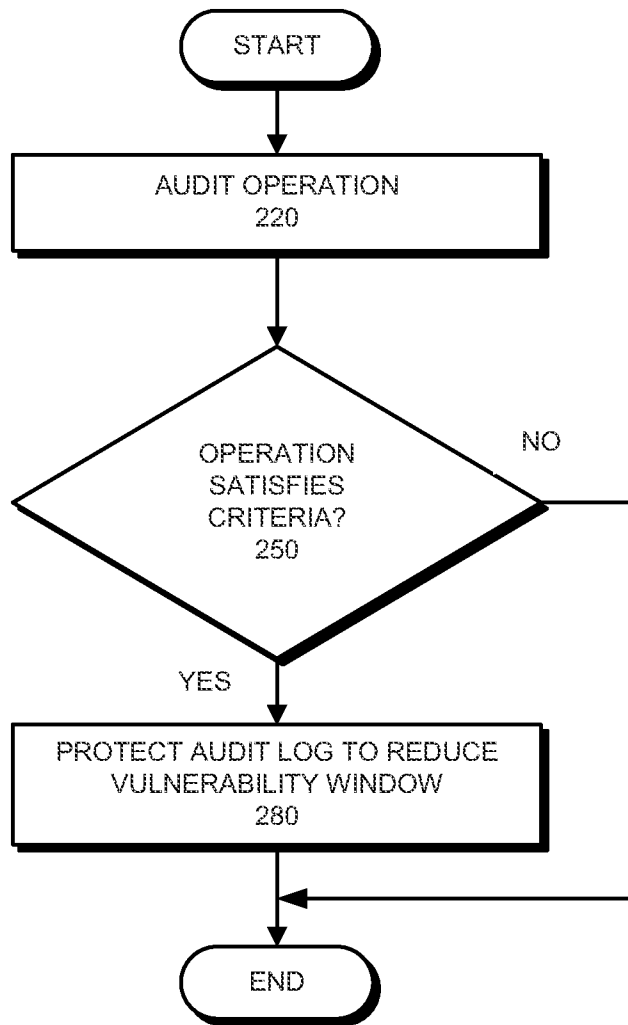 START
AUDIT OPERATION
220
OPERATION
SATISFIES
CRITERIA?
250
NO
YES
PROTECT AUDIT LOG TO REDUCE
VULNERABILITY WINDOW
280
END